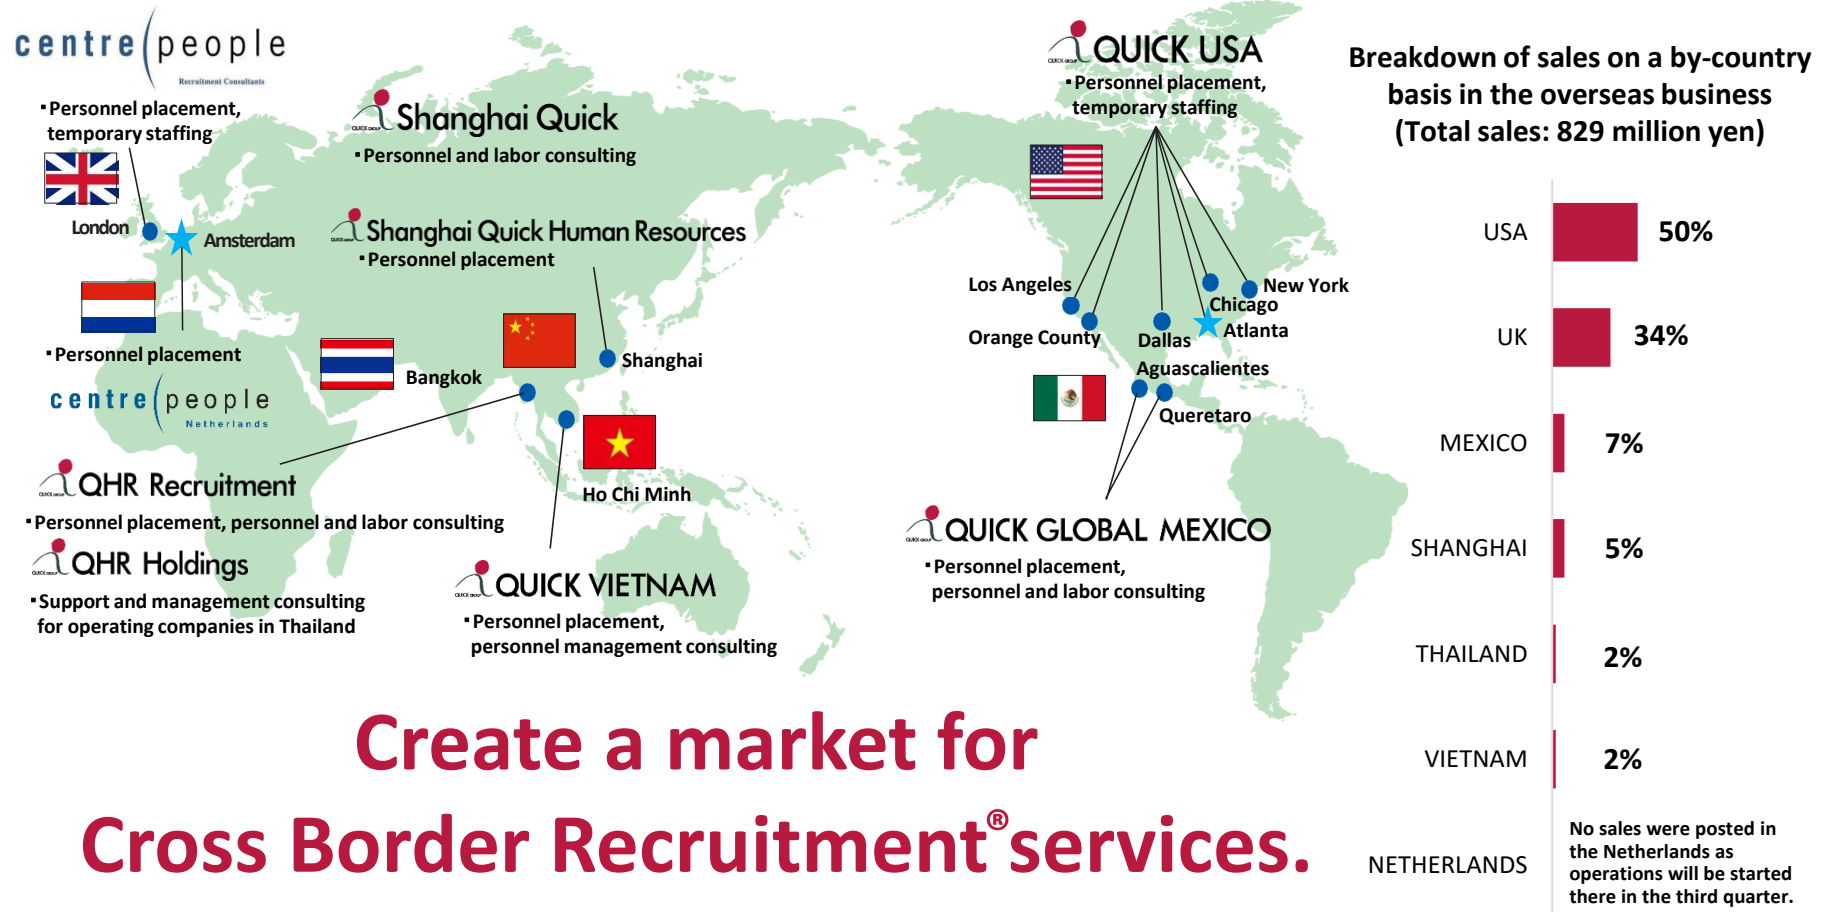 centre(people
Recruitment Consultants
▪Personnel placement,
temporary staffing
London
Amsterdam
▪Personnel placement
centre(people
Netherlands
Shanghai Quick
▪Personnel and labor consulting
Shanghai Quick Human Resources
▪Personnel placement
Shanghai
Bangkok
Ho Chi Minh
QHR Recruitment
▪Personnel placement, personnel and labor consulting
QHR Holdings
▪Support and management consulting
for operating companies in Thailand
QUICK VIETNAM
▪Personnel placement,
personnel management consulting
QUICK USA
▪Personnel placement,
temporary staffing
Los Angeles
Orange County
Dallas
New York
Chicago
Atlanta
Aguascalientes
Queretaro
QUICK GLOBAL MEXICO
▪Personnel placement,
personnel and labor consulting
Create a market for
Cross Border Recruitment®services.
Breakdown of sales on a by-country
basis in the overseas business
(Total sales: 829 million yen)
USA 50%
UK 34%
MEXICO 7%
SHANGHAI 5%
THAILAND 2%
VIETNAM 2%
NETHERLANDS
No sales were posted in
the Netherlands as
operations will be started
there in the third quarter.